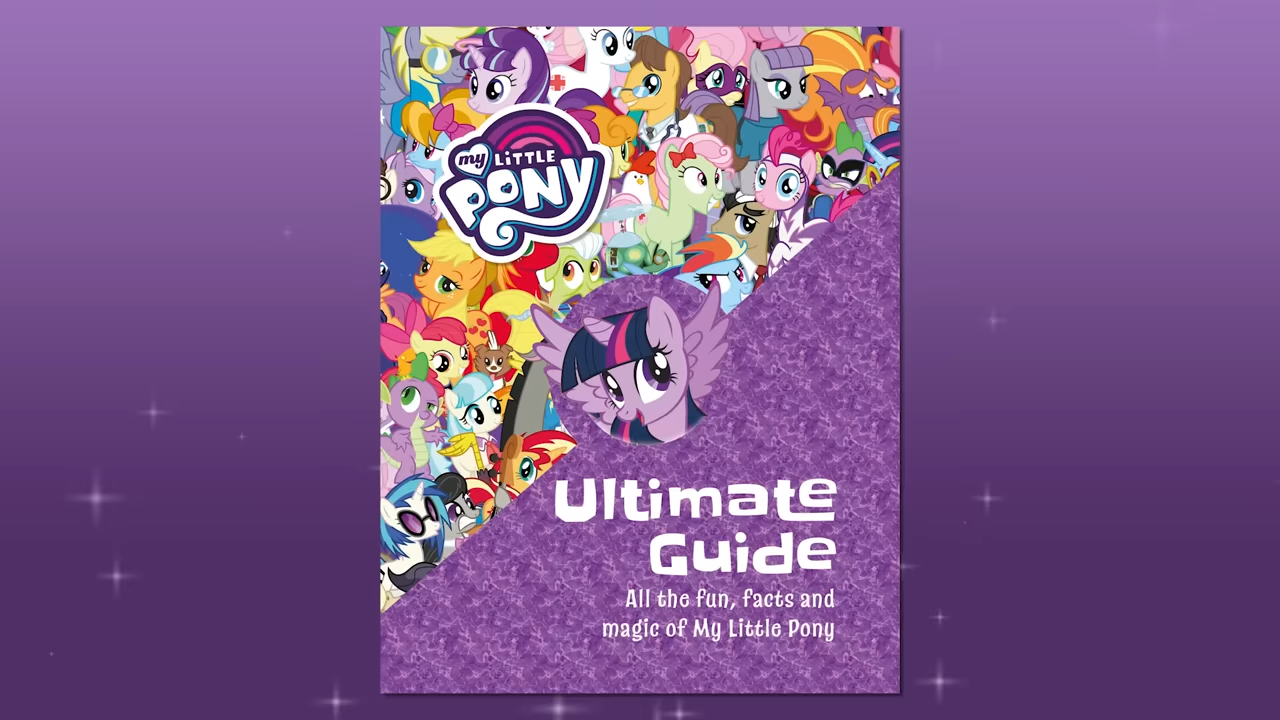 my LiTTLE
PONY
Ultimate
Guide
All the fun, facts and
magic of My Little Pony